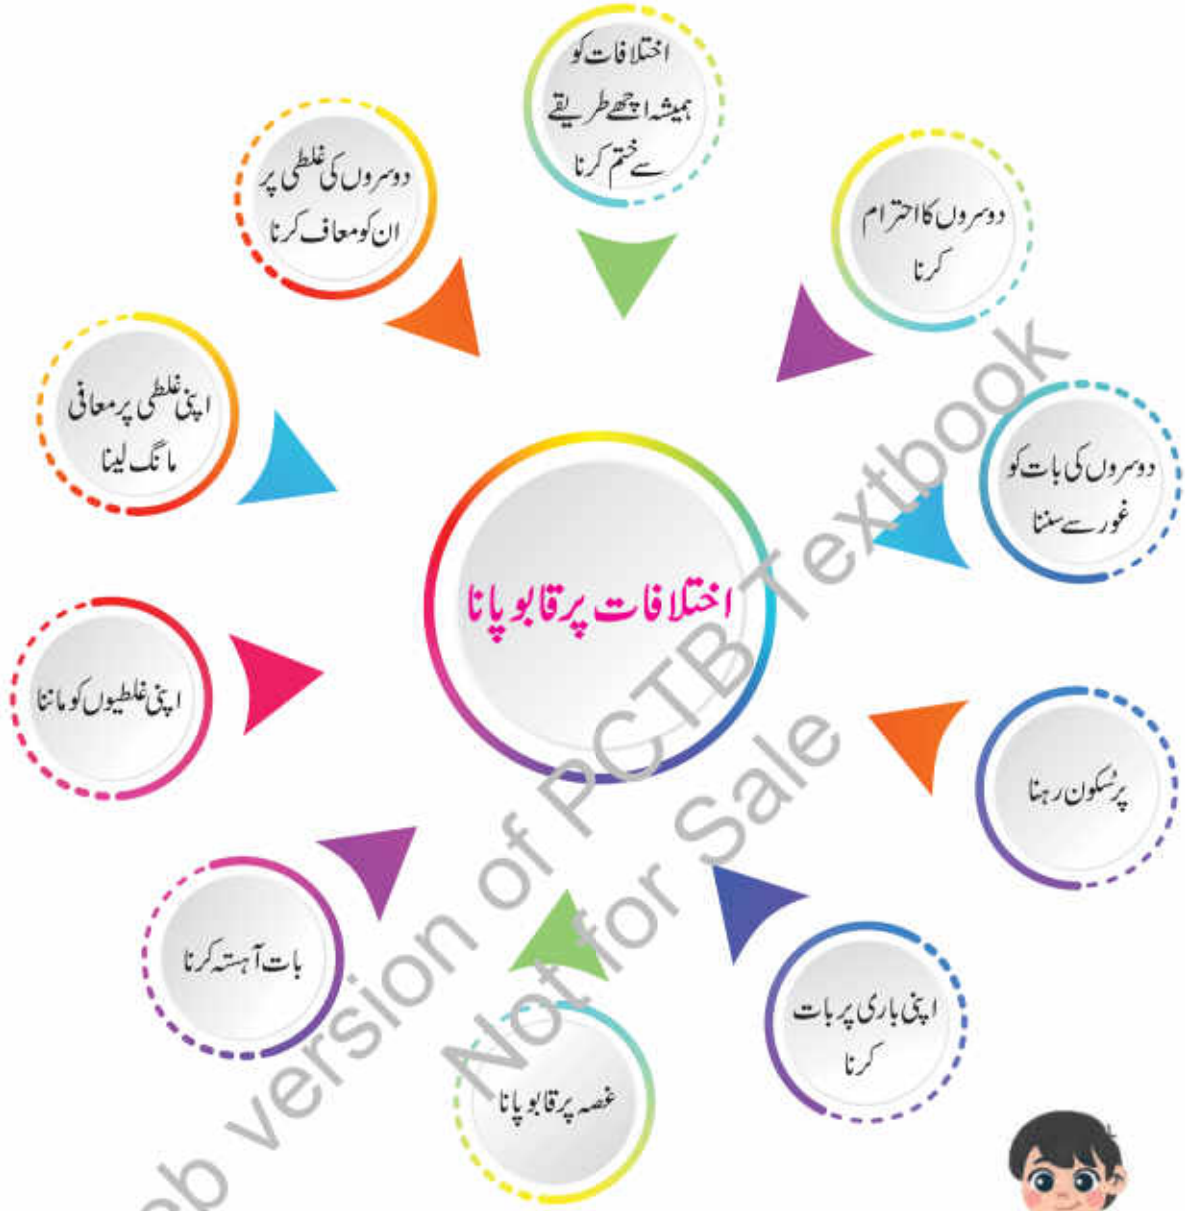 اختلافات کو
ہمیشہ اچھے طریقے
سے ختم کرنا
دوسروں کا احترام
کرنا
دوسروں کی بات کو
غور سے سننا
پرسکون رہنا
اپنی باری پر بات
کرنا
غصہ پر قابو پانا
بات آہستہ کرنا
اپنی غلطیوں کو ماننا
اپنی غلطی پر معافی
مانگ لینا
دوسروں کی غلطی پر
ان کو معاف کرنا
اختلافات پر قابو پانا
eb version of PCTB Textbook
Not for Sale